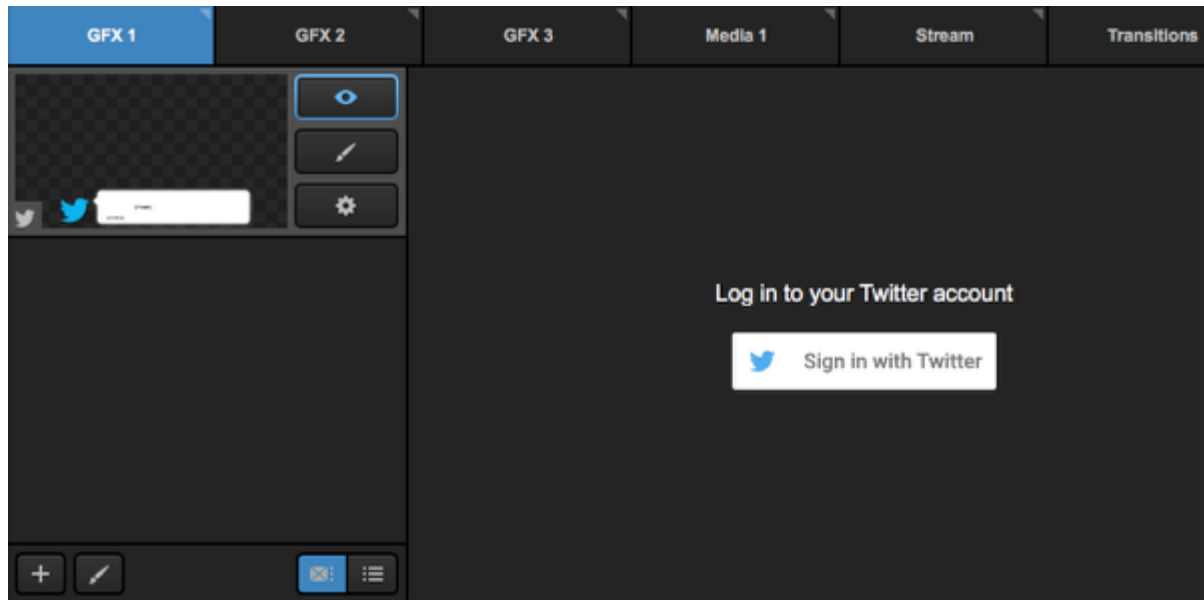 GFX 1
GFX 2
GFX 3
Media 1
Stream
Transitions
Log in to your Twitter account
Sign in with Twitter